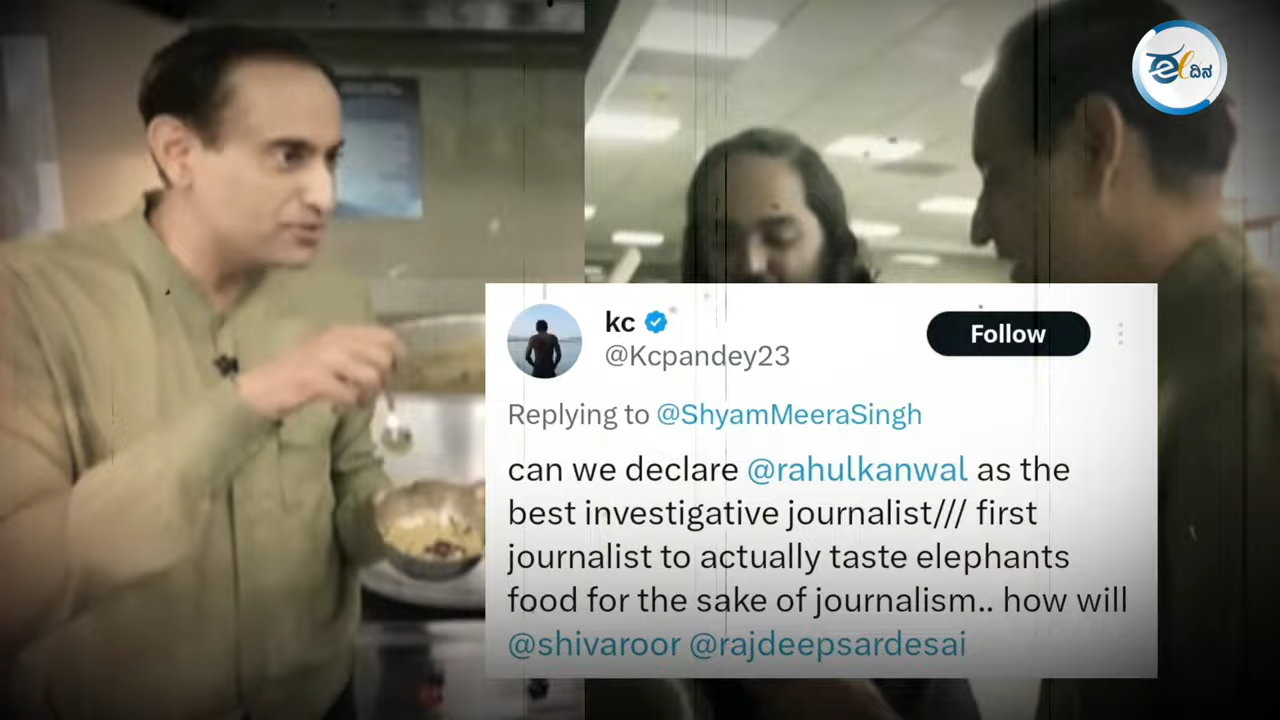 el ದಿನ
kc
Follow
@Kcpandey23
Replying to @ShyamMeeraSingh
can we declare @rahulkanwal as the
best investigative journalist/// first
journalist to actually taste elephants
food for the sake of journalism.. how will
@shivaroor @rajdeepsardesai